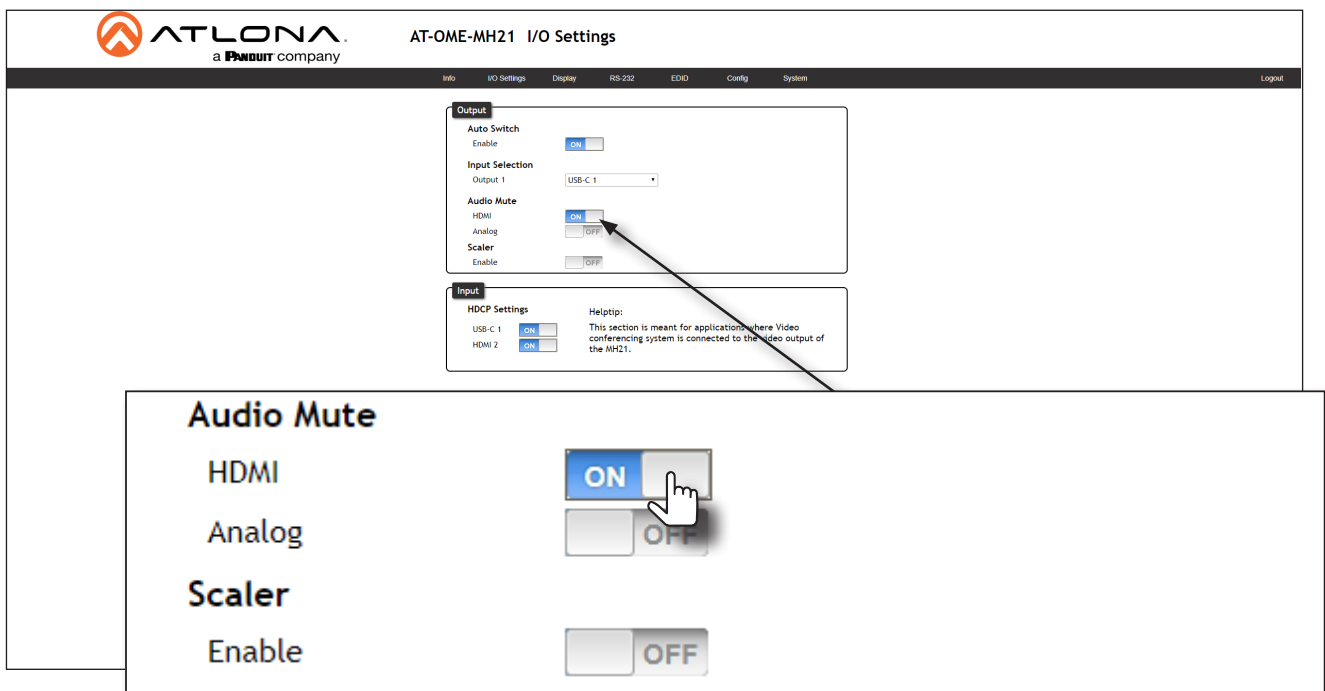 ATLONA.
a PANDUIT company
AT-OME-MH21 I/O Settings
Info I/O Settings Display RS-232 EDID Config System Logout
Output
Auto Switch
Enable ON
Input Selection
Output 1 USB-C 1
Audio Mute
HDMI ON
Analog OFF
Scaler
Enable OFF
Input
HDCP Settings Helptip:
USB-C 1 ON This section is meant for applications where Video
conferencing system is connected to the video output of
HDMI 2 ON the MH21.
Audio Mute
HDMI ON
Analog OFF
Scaler
Enable OFF